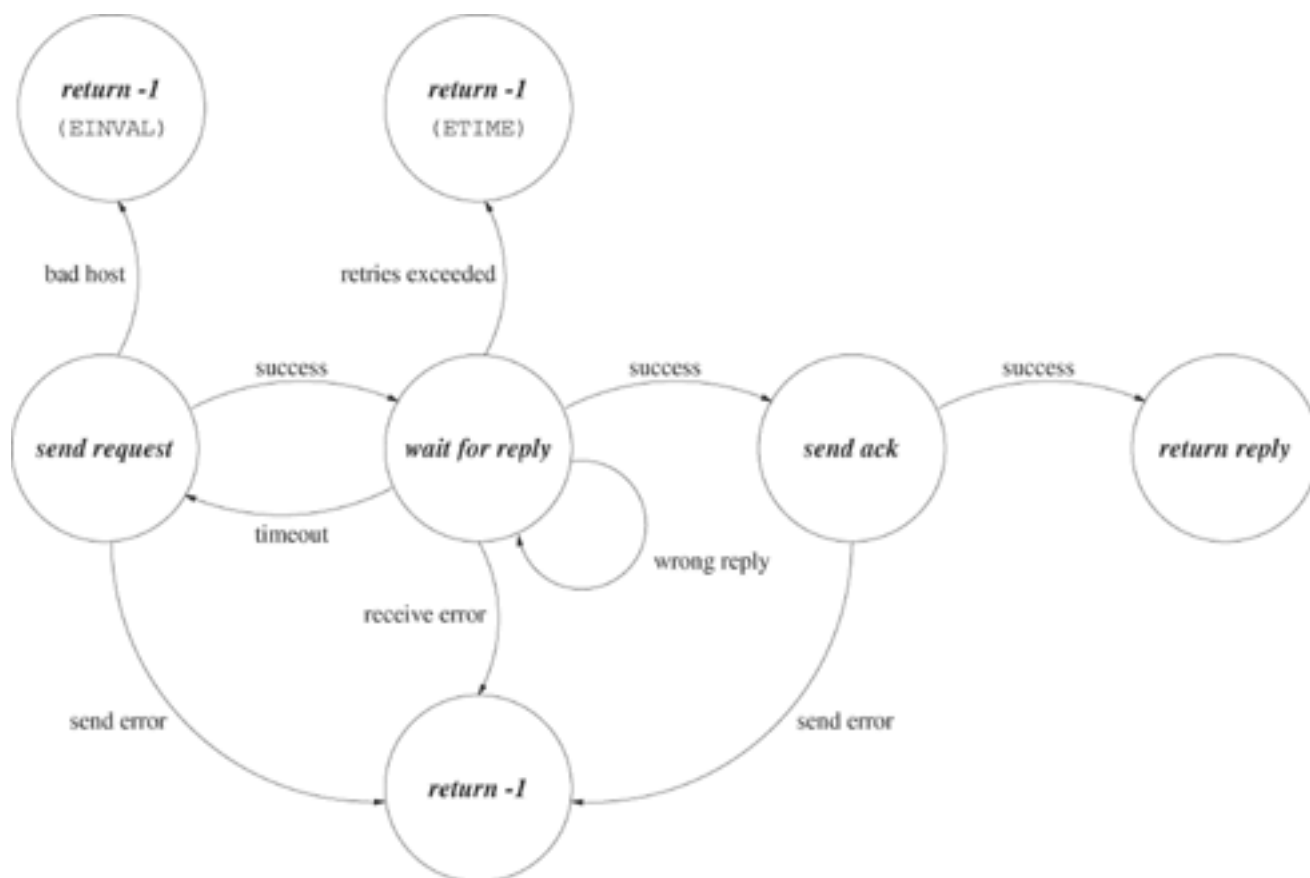 return -1
(EINVAL)
return -1
(ETIME)
bad host
retries exceeded
success
success
success
send request
wait for reply
send ack
return reply
timeout
wrong reply
receive error
send error
send error
return -1